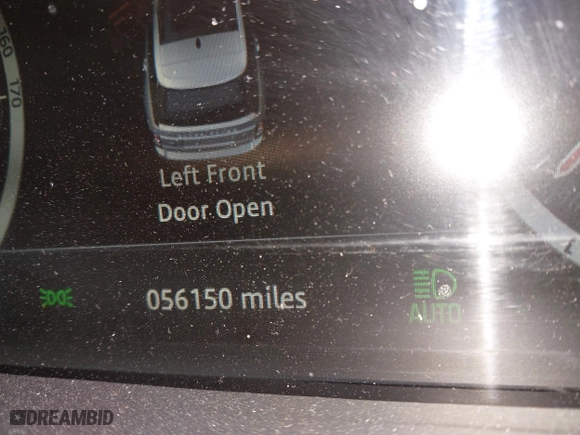 160
170
Left Front
Door Open
056150 miles
AUTO
DREAMBID